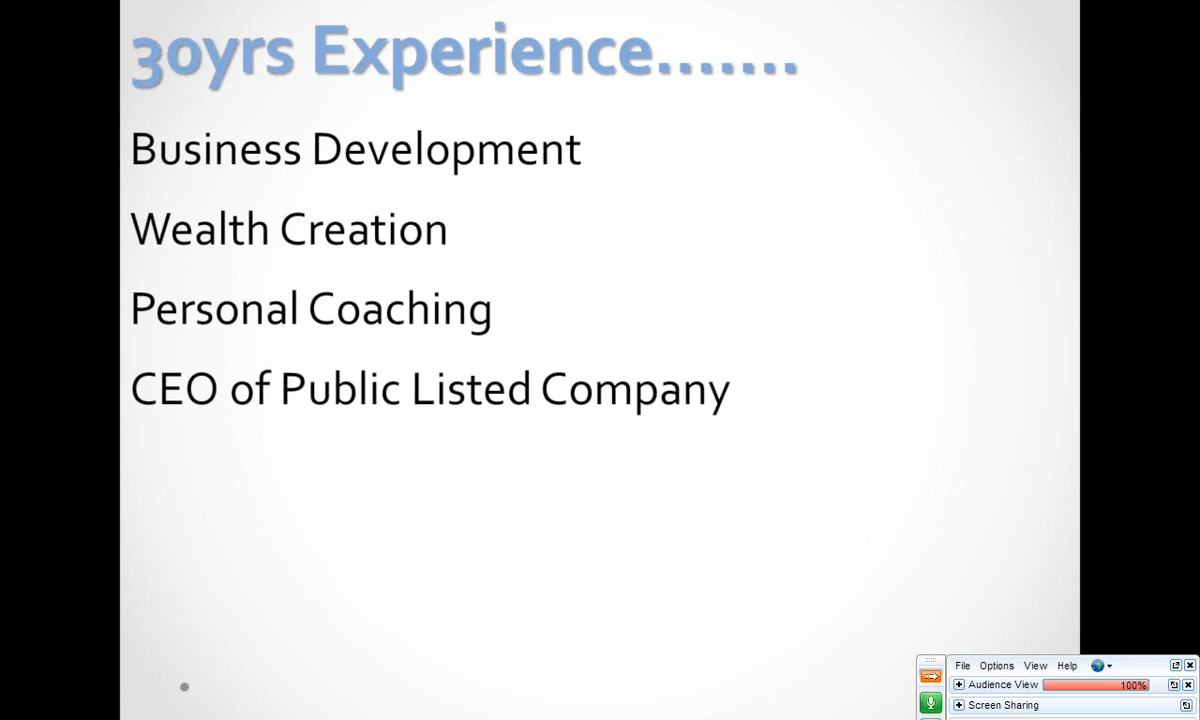 30yrs Experience.......
Business Development
Wealth Creation
Personal Coaching
CEO of Public Listed Company
File Options View Help
Audience View 100%
Screen Sharing